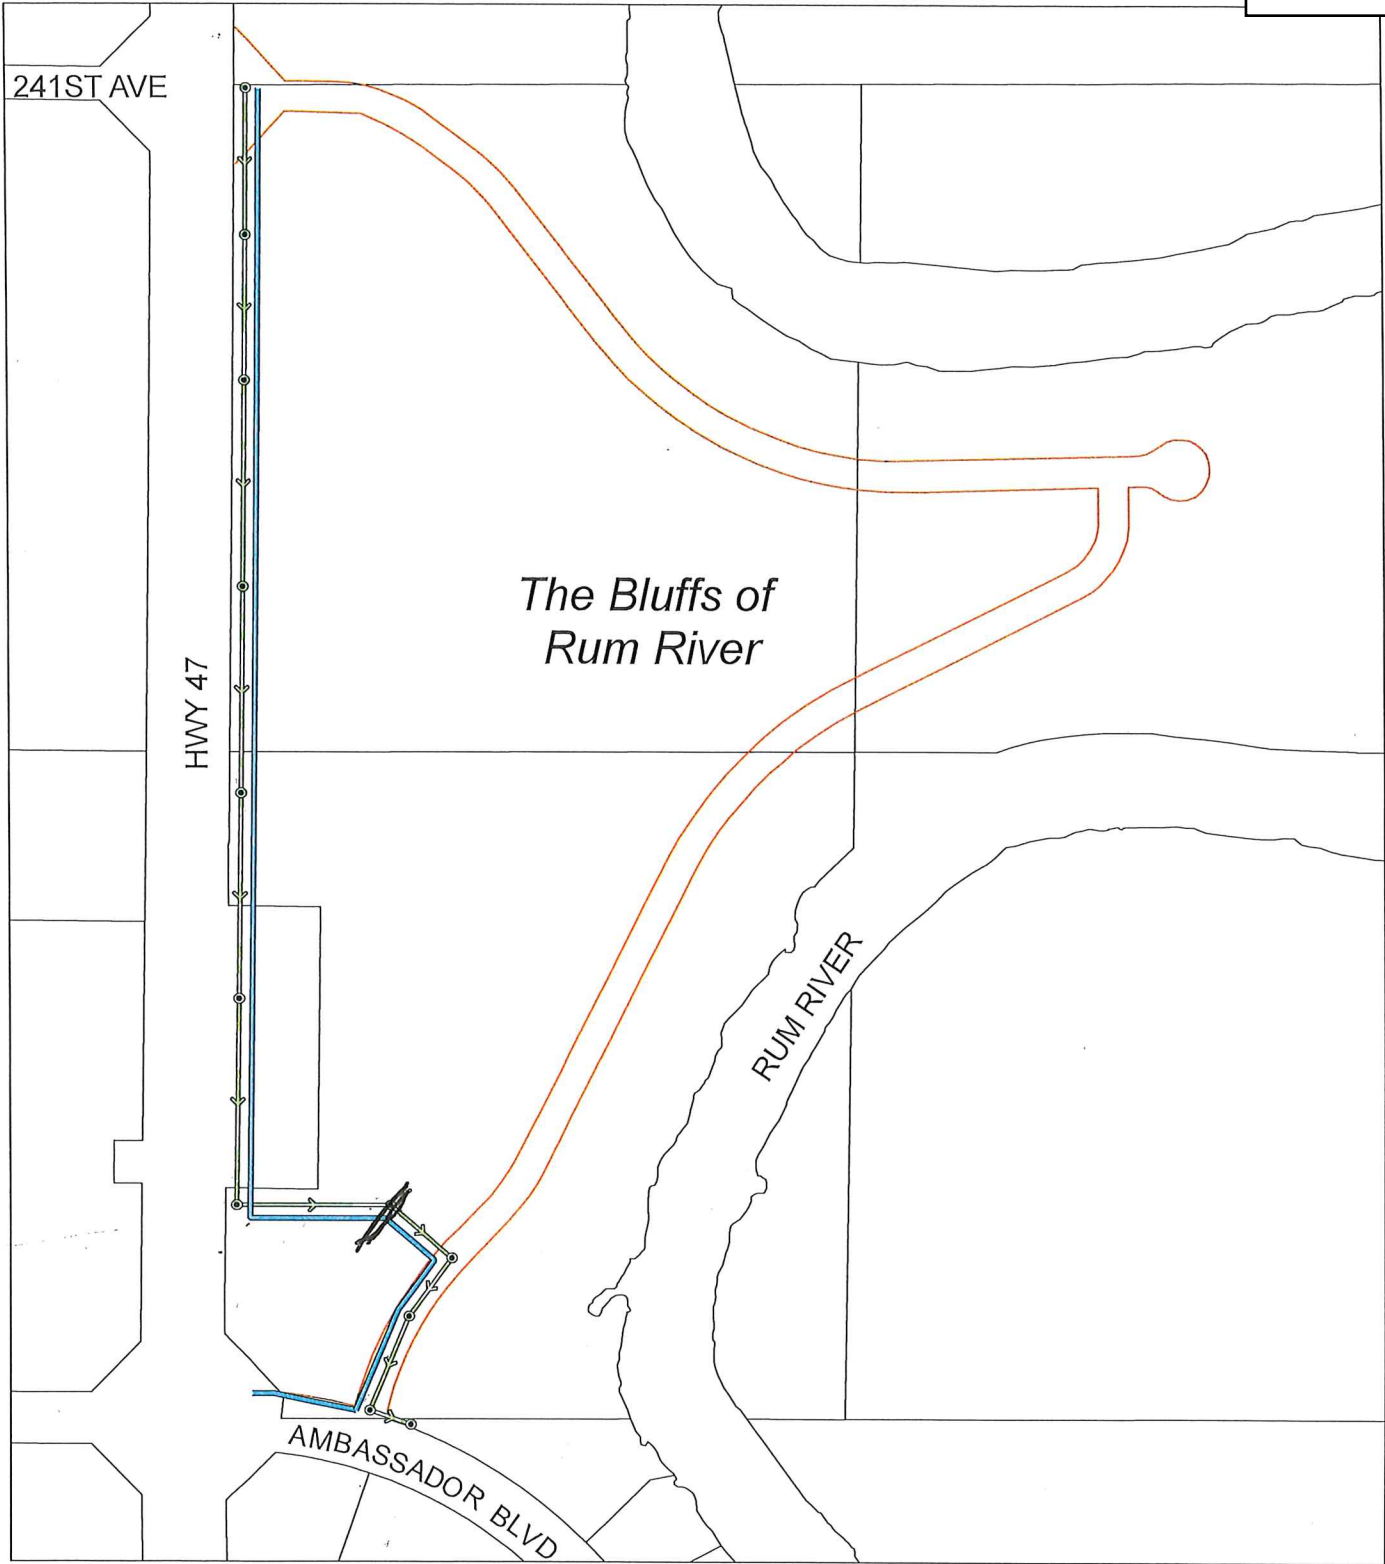 241ST AVE
The Bluffs of
Rum River
HWY 47
RUM RIVER
AMBASSADOR BLVD